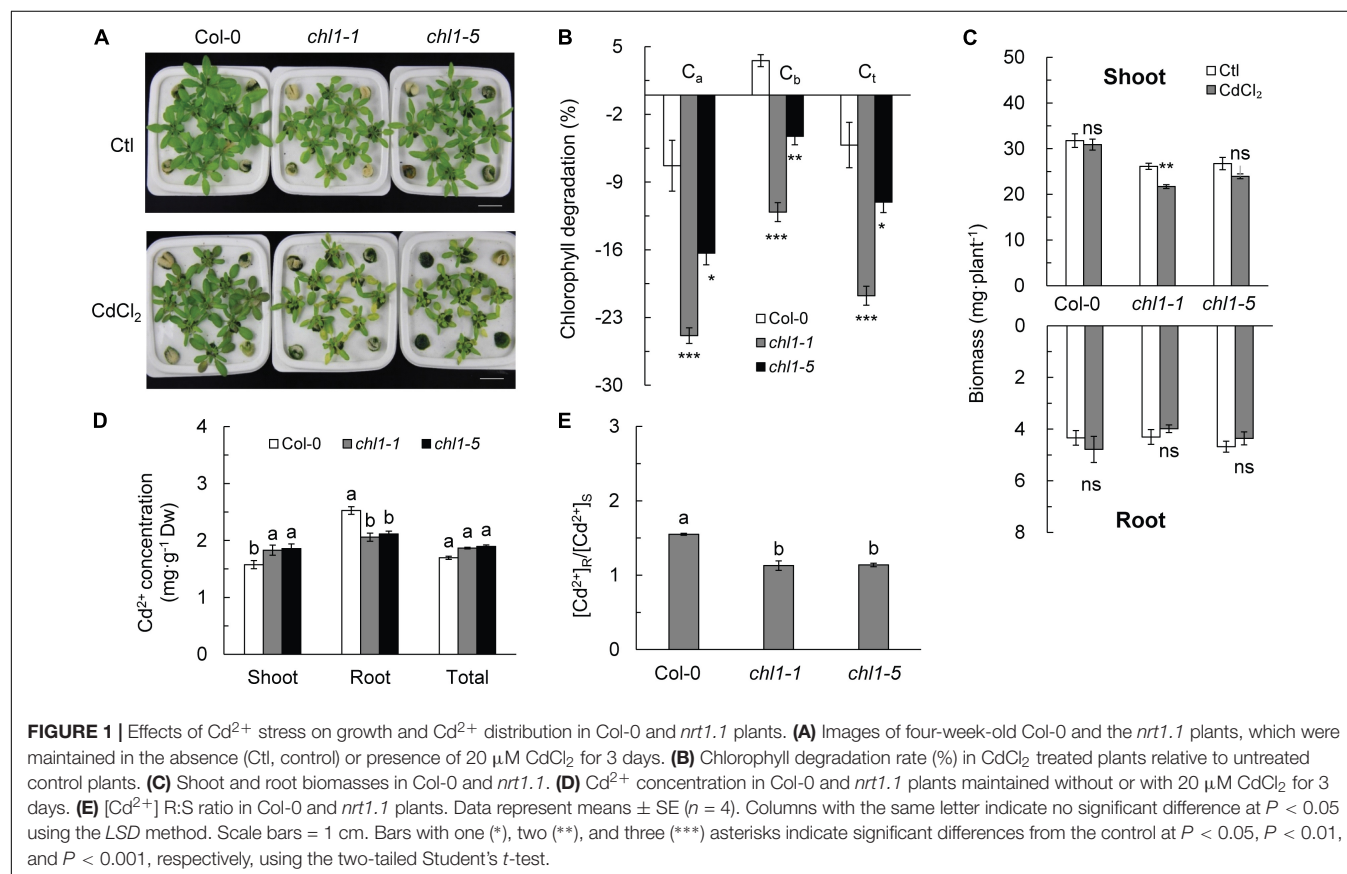 A
Col-0 chl1-1 chl1-5
Ctl
CdCl2
B
5
-2
-9
-16
-23
-30
Chlorophyll degradation (%)
Ca
Cb
Ct
***
*
***
**
***
*
Col-0
chl1-1
chl1-5
C
50
40
30
20
10
0
Shoot
Ctl
CdCl2
ns
**
ns
Col-0 chl1-1 chl1-5
Biomass (mg·plant⁻¹)
0
2
4
6
8
ns
ns
ns
Root
D
4
3
2
1
0
Cd2+ concentration
(mg·g⁻¹ Dw)
Col-0 chl1-1 chl1-5
b a a
a b b
a a a
Shoot Root Total
E
3
2
1
0
[Cd2+]R/[Cd2+]S
a
b
b
Col-0 chl1-1 chl1-5
FIGURE 1 | Effects of Cd2+ stress on growth and Cd2+ distribution in Col-0 and nrt1.1 plants. (A) Images of four-week-old Col-0 and the nrt1.1 plants, which were
maintained in the absence (Ctl, control) or presence of 20 μM CdCl2 for 3 days. (B) Chlorophyll degradation rate (%) in CdCl2 treated plants relative to untreated
control plants. (C) Shoot and root biomasses in Col-0 and nrt1.1. (D) Cd2+ concentration in Col-0 and nrt1.1 plants maintained without or with 20 μM CdCl2 for 3
days. (E) [Cd2+] R:S ratio in Col-0 and nrt1.1 plants. Data represent means ± SE (n = 4). Columns with the same letter indicate no significant difference at P < 0.05
using the LSD method. Scale bars = 1 cm. Bars with one (*), two (**), and three (***) asterisks indicate significant differences from the control at P < 0.05, P < 0.01,
and P < 0.001, respectively, using the two-tailed Student's t-test.